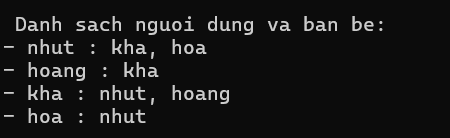 Danh sach nguoi dung va ban be:
- nhut : kha, hoa
- hoang : kha
- kha : nhut, hoang
- hoa : nhut